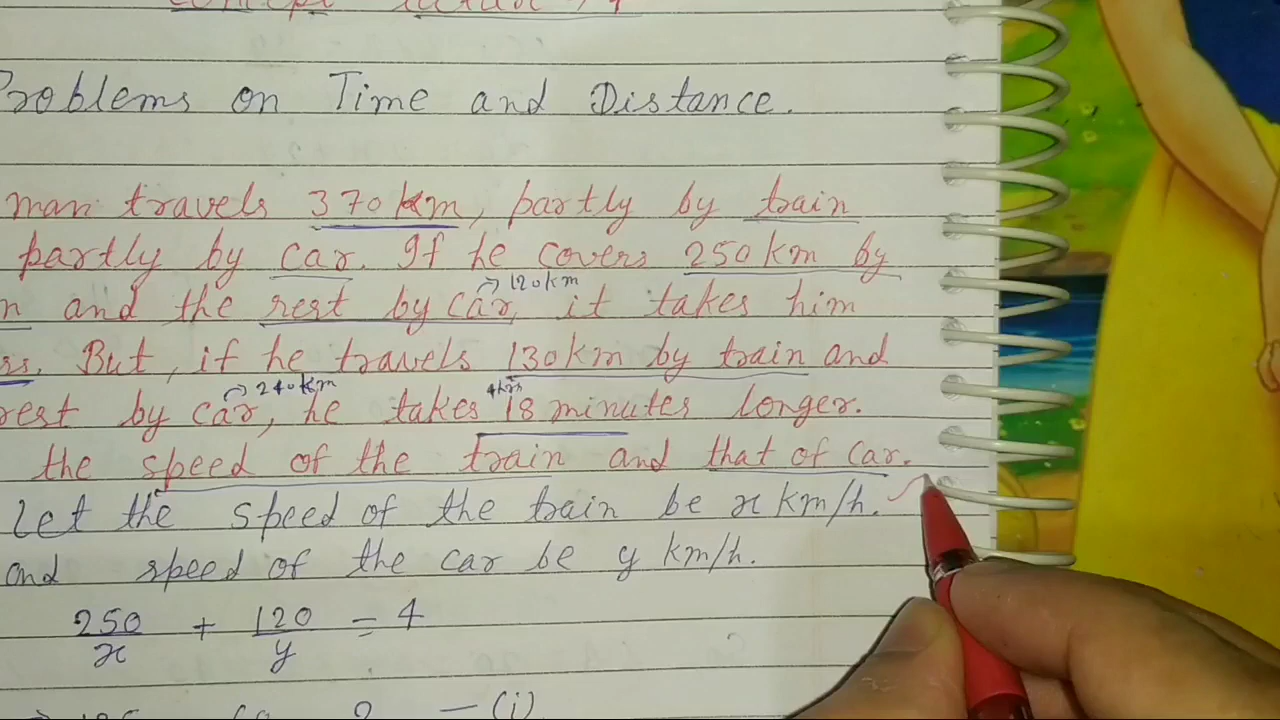 Problems on Time and Distance.
man travels 370 km, partly by train
partly by car. If he covers 250 km by
→ 120 km
n and the rest by car, it takes him
rs. But, if he travels 130 km by train and
→ 240 km 4hrs
rest by car, he takes 18 minutes longer.
the speed of the train and that of car.
Let the speed of the train be x km/h.
and speed of the car be y km/h.
250/x + 120/y = 4
— (i)